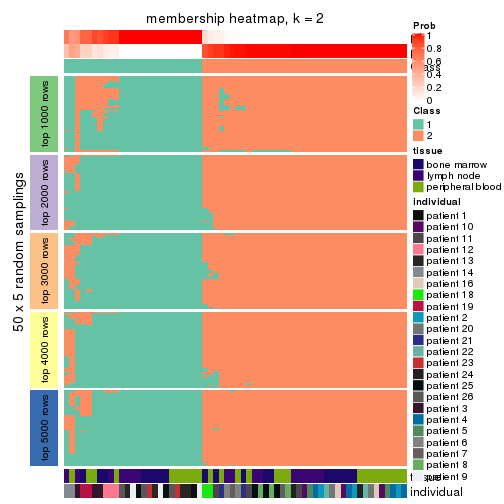 membership heatmap, k = 2
50 x 5 random samplings
top 1000 rows
top 2000 rows
top 3000 rows
top 4000 rows
top 5000 rows
individual
Prob
1
0.8
0.6
0.4
0.2
0
Class
1
2
tissue
bone marrow
lymph node
peripheral blood
individual
patient 1
patient 10
patient 11
patient 12
patient 13
patient 14
patient 16
patient 18
patient 19
patient 2
patient 20
patient 21
patient 22
patient 23
patient 24
patient 25
patient 26
patient 3
patient 4
patient 5
patient 6
patient 7
patient 8
patient 9